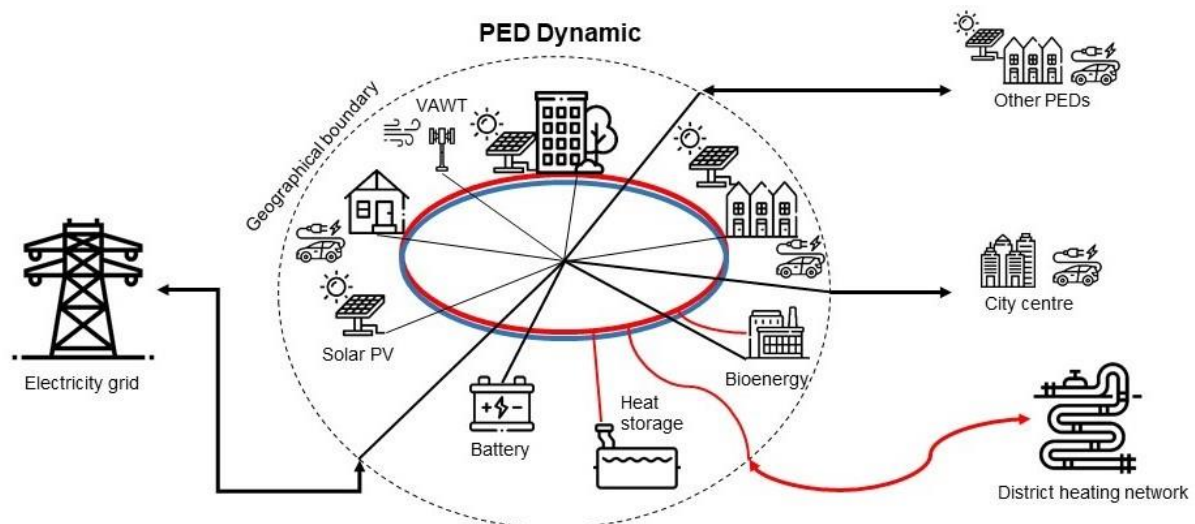 PED Dynamic
Geographical boundary
VAWT
Other PEDs
City centre
Solar PV
Electricity grid
Bioenergy
Battery
Heat
storage
District heating network